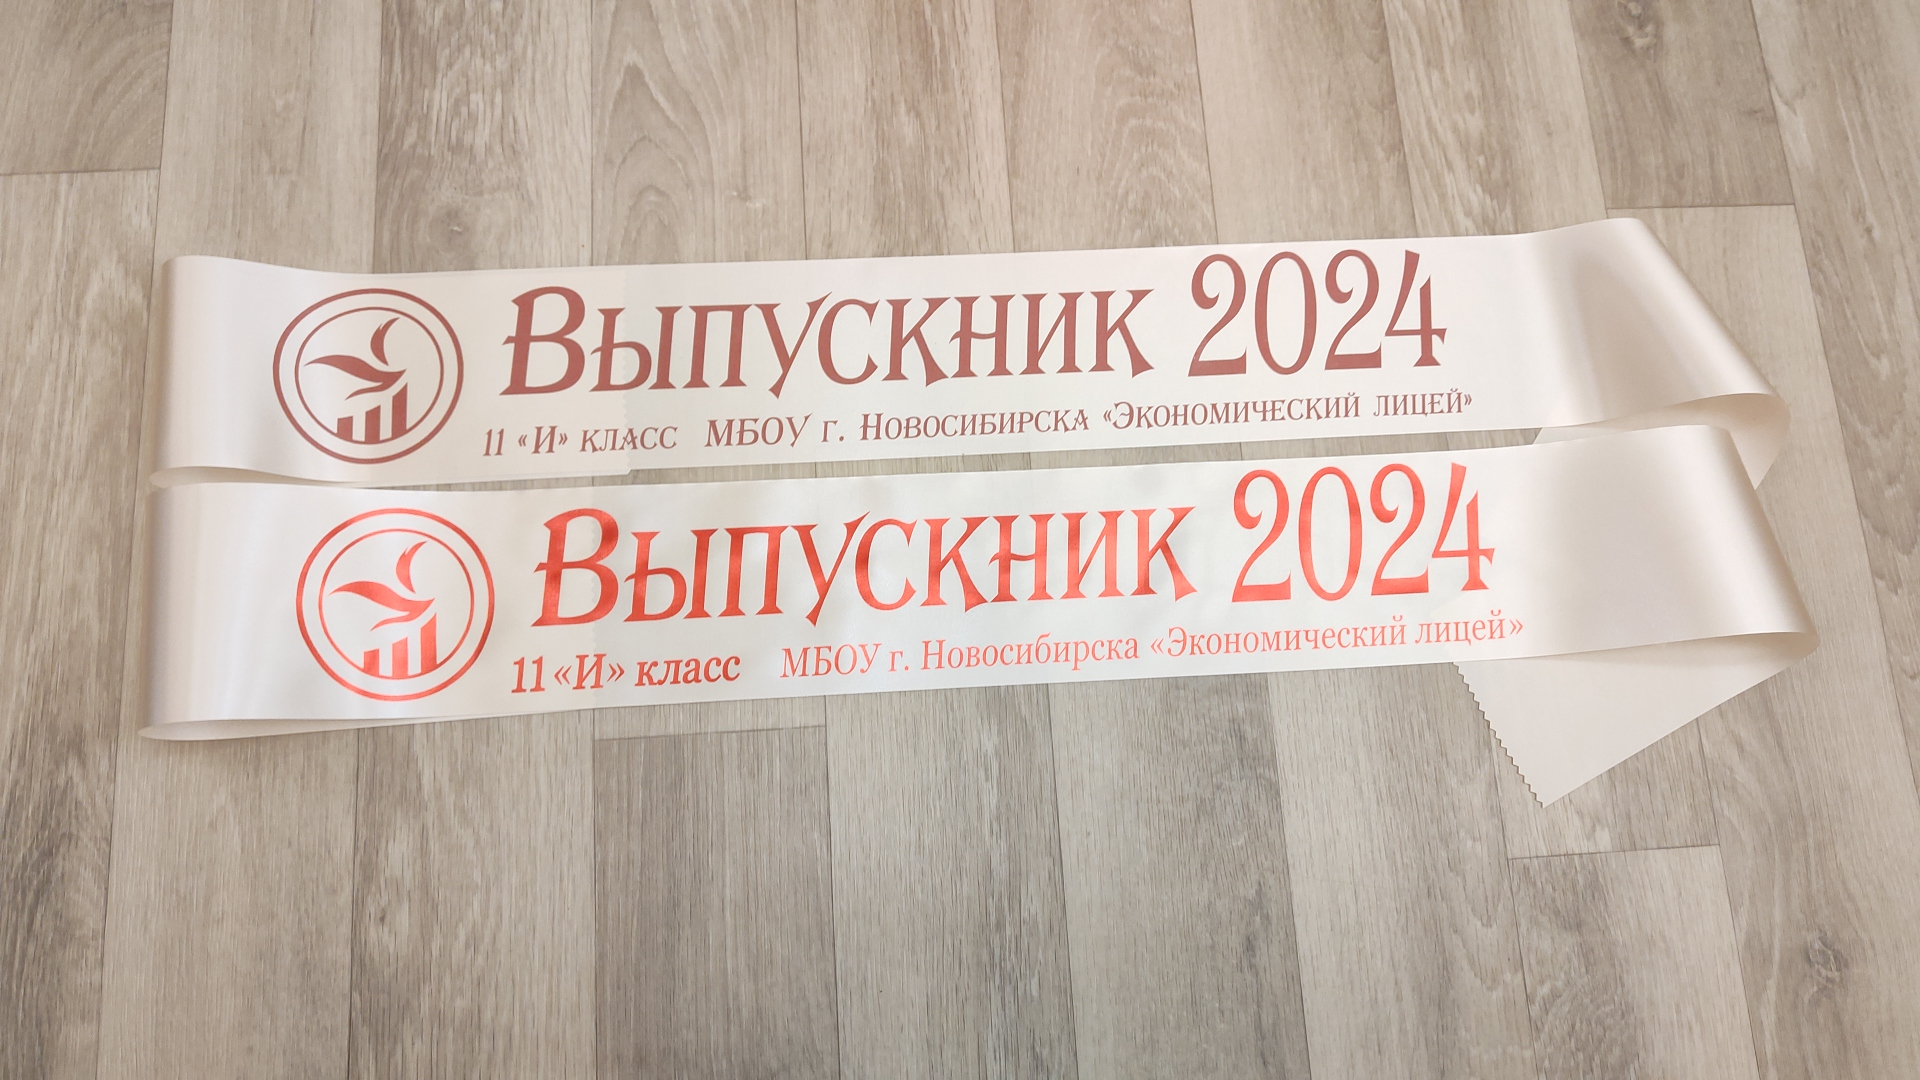 Выпускник 2024
11 «И» класс МБОУ г. Новосибирска «Экономический лицей»
Выпускник 2024
11 «И» класс МБОУ г. Новосибирска «Экономический лицей»